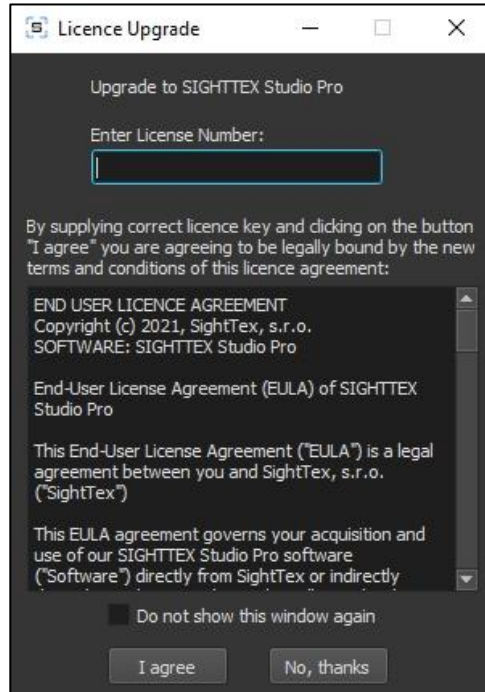 Licence Upgrade
Upgrade to SIGHTTEX Studio Pro
Enter License Number:
By supplying correct licence key and clicking on the button
"I agree" you are agreeing to be legally bound by the new
terms and conditions of this licence agreement:
END USER LICENCE AGREEMENT
Copyright (c) 2021, SightTex, s.r.o.
SOFTWARE: SIGHTTEX Studio Pro
End-User License Agreement (EULA) of SIGHTTEX
Studio Pro
This End-User License Agreement ("EULA") is a legal
agreement between you and SightTex, s.r.o.
("SightTex")
This EULA agreement governs your acquisition and
use of our SIGHTTEX Studio Pro software
("Software") directly from SightTex or indirectly
Do not show this window again
I agree
No, thanks